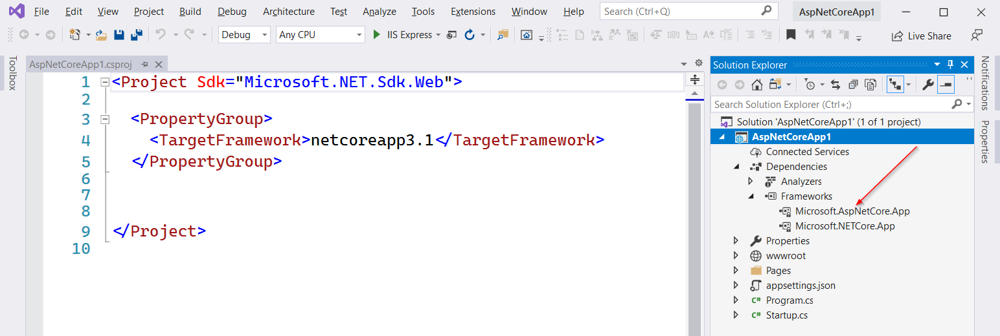 File Edit View Project Build Debug Architecture Test Analyze Tools Extensions Window Help Search (Ctrl+Q) AspNetCoreApp1
Debug Any CPU IIS Express Live Share
Toolbox
AspNetCoreApp1.csproj
1 <Project Sdk="Microsoft.NET.Sdk.Web">
2
3 <PropertyGroup>
4 <TargetFramework>netcoreapp3.1</TargetFramework>
5 </PropertyGroup>
6
7
8
9 </Project>
10
Solution Explorer
Search Solution Explorer (Ctrl+;)
Solution 'AspNetCoreApp1' (1 of 1 project)
AspNetCoreApp1
Connected Services
Dependencies
Analyzers
Frameworks
Microsoft.AspNetCore.App
Microsoft.NETCore.App
Properties
wwwroot
Pages
appsettings.json
C# Program.cs
C# Startup.cs
Notifications
Properties